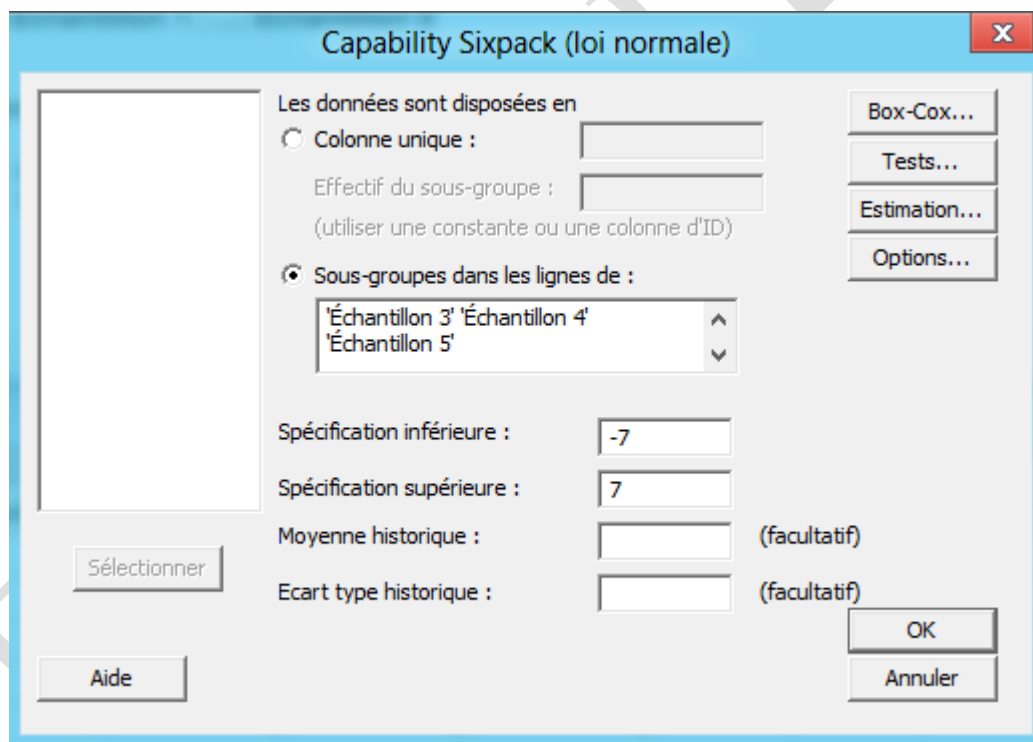 Capability Sixpack (loi normale)
x
Les données sont disposées en
Colonne unique :
Effectif du sous-groupe :
(utiliser une constante ou une colonne d'ID)
Sous-groupes dans les lignes de :
'Échantillon 3' 'Échantillon 4'
'Échantillon 5'
Box-Cox...
Tests...
Estimation...
Options...
Spécification inférieure : -7
Spécification supérieure : 7
Moyenne historique : (facultatif)
Ecart type historique : (facultatif)
Sélectionner
OK
Aide
Annuler